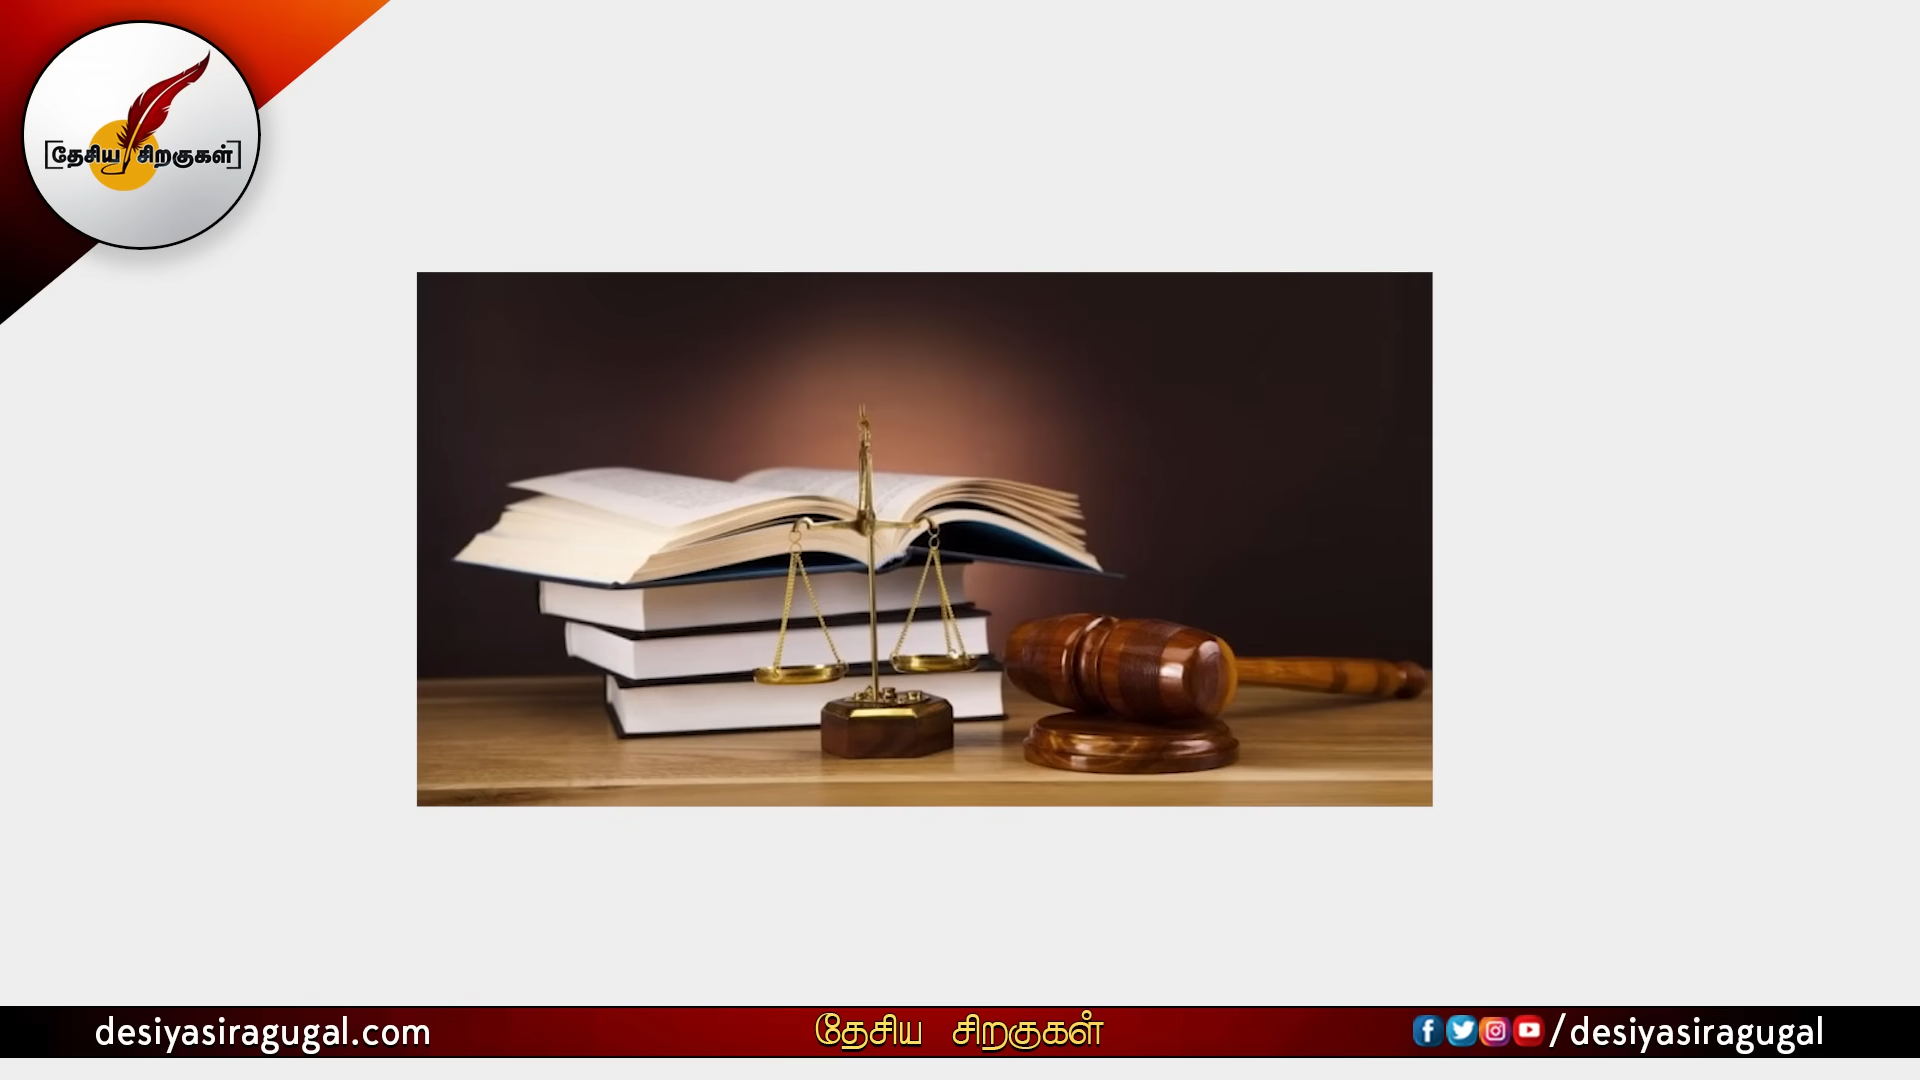 [தேசிய சிறகுகள்]
desiyasiragugal.com
தேசிய சிறகுகள்
/desiyasiragugal